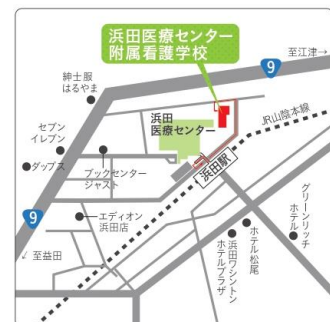 浜田医療センター
附属看護学校
至江津→
9
紳士服
はるやま
JR山陰本線
浜田
医療センター
セブン
イレブン
ダップス
ブックセンター
ジャスト
浜田駅
エディオン
浜田店
9
至益田
グリーンリッチ
ホテル
ホテル松尾
浜田ワシントン
ホテルプラザ